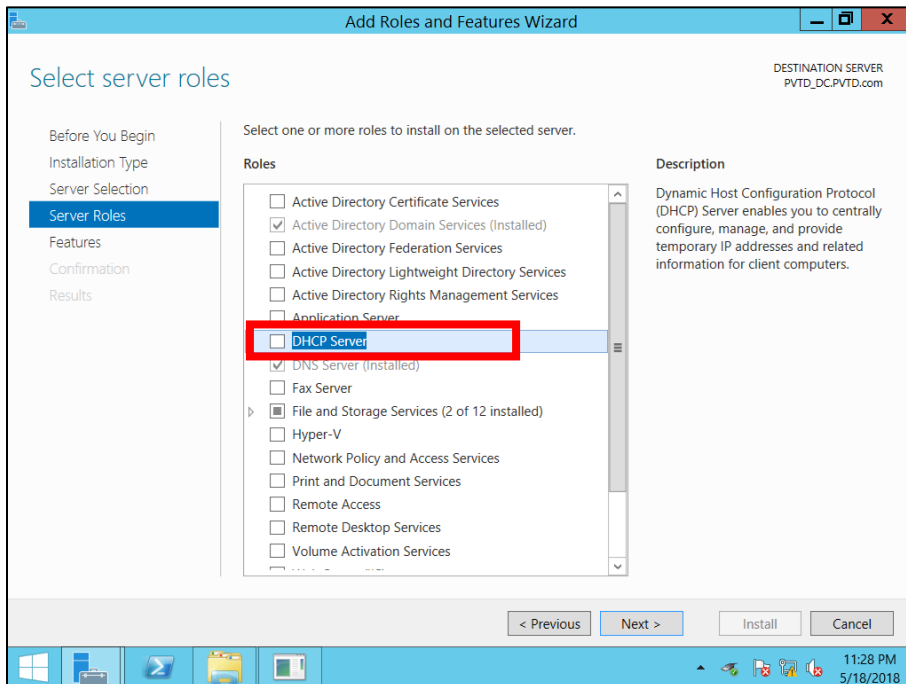 Add Roles and Features Wizard
Select server roles
DESTINATION SERVER
PVTD_DC.PVTD.com
Before You Begin
Installation Type
Server Selection
Server Roles
Features
Confirmation
Results
Select one or more roles to install on the selected server.
Roles
Active Directory Certificate Services
Active Directory Domain Services (Installed)
Active Directory Federation Services
Active Directory Lightweight Directory Services
Active Directory Rights Management Services
Application Server
DHCP Server
DNS Server (Installed)
Fax Server
File and Storage Services (2 of 12 installed)
Hyper-V
Network Policy and Access Services
Print and Document Services
Remote Access
Remote Desktop Services
Volume Activation Services
Description
Dynamic Host Configuration Protocol
(DHCP) Server enables you to centrally
configure, manage, and provide
temporary IP addresses and related
information for client computers.
< Previous
Next >
Install
Cancel
11:28 PM
5/18/2018